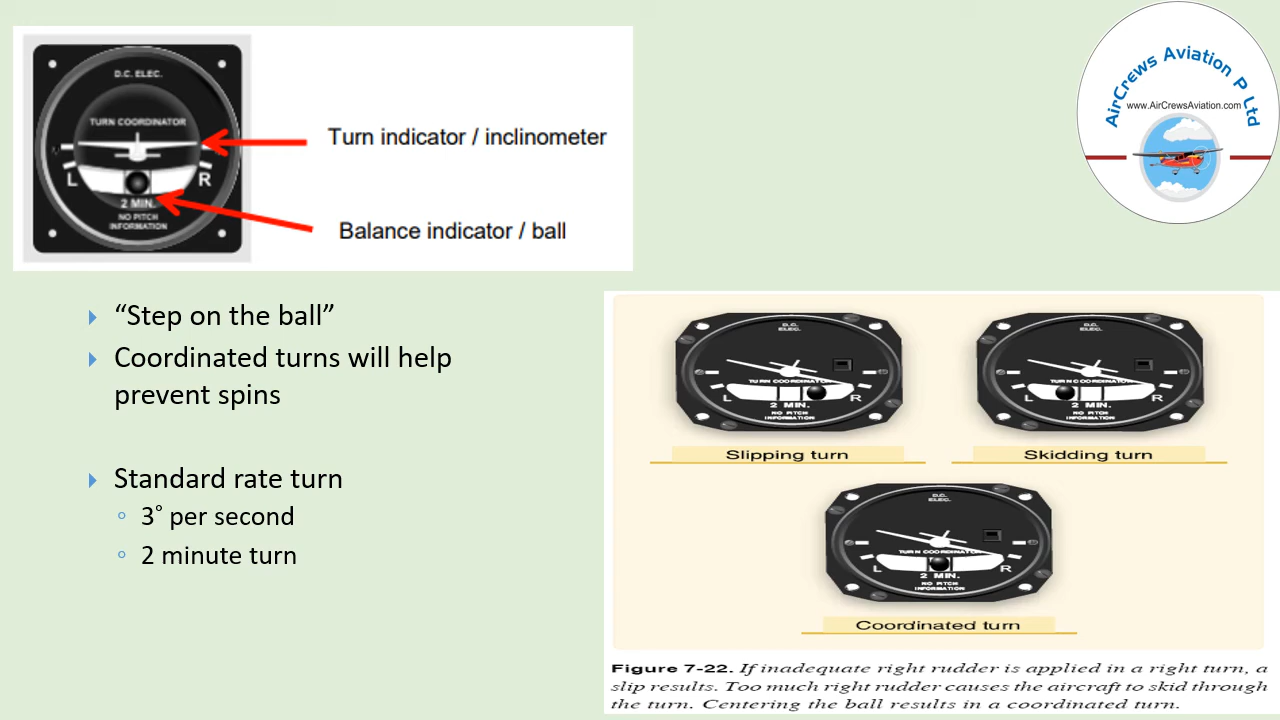 D.C. ELEC.
TURN COORDINATOR
L R
2 MIN.
NO PITCH
INFORMATION
Turn indicator / inclinometer
Balance indicator / ball
AirCrews Aviation P Ltd
www.AirCrewsAviation.com
“Step on the ball”
Coordinated turns will help
prevent spins
Standard rate turn
3° per second
2 minute turn
D.C.
ELEC.
TURN COORDINATOR
L R
2 MIN.
NO PITCH
INFORMATION
Slipping turn
D.C.
ELEC.
TURN COORDINATOR
L R
2 MIN.
NO PITCH
INFORMATION
Skidding turn
D.C.
ELEC.
TURN COORDINATOR
L R
2 MIN.
NO PITCH
INFORMATION
Coordinated turn
Figure 7-22. If inadequate right rudder is applied in a right turn, a
slip results. Too much right rudder causes the aircraft to skid through
the turn. Centering the ball results in a coordinated turn.